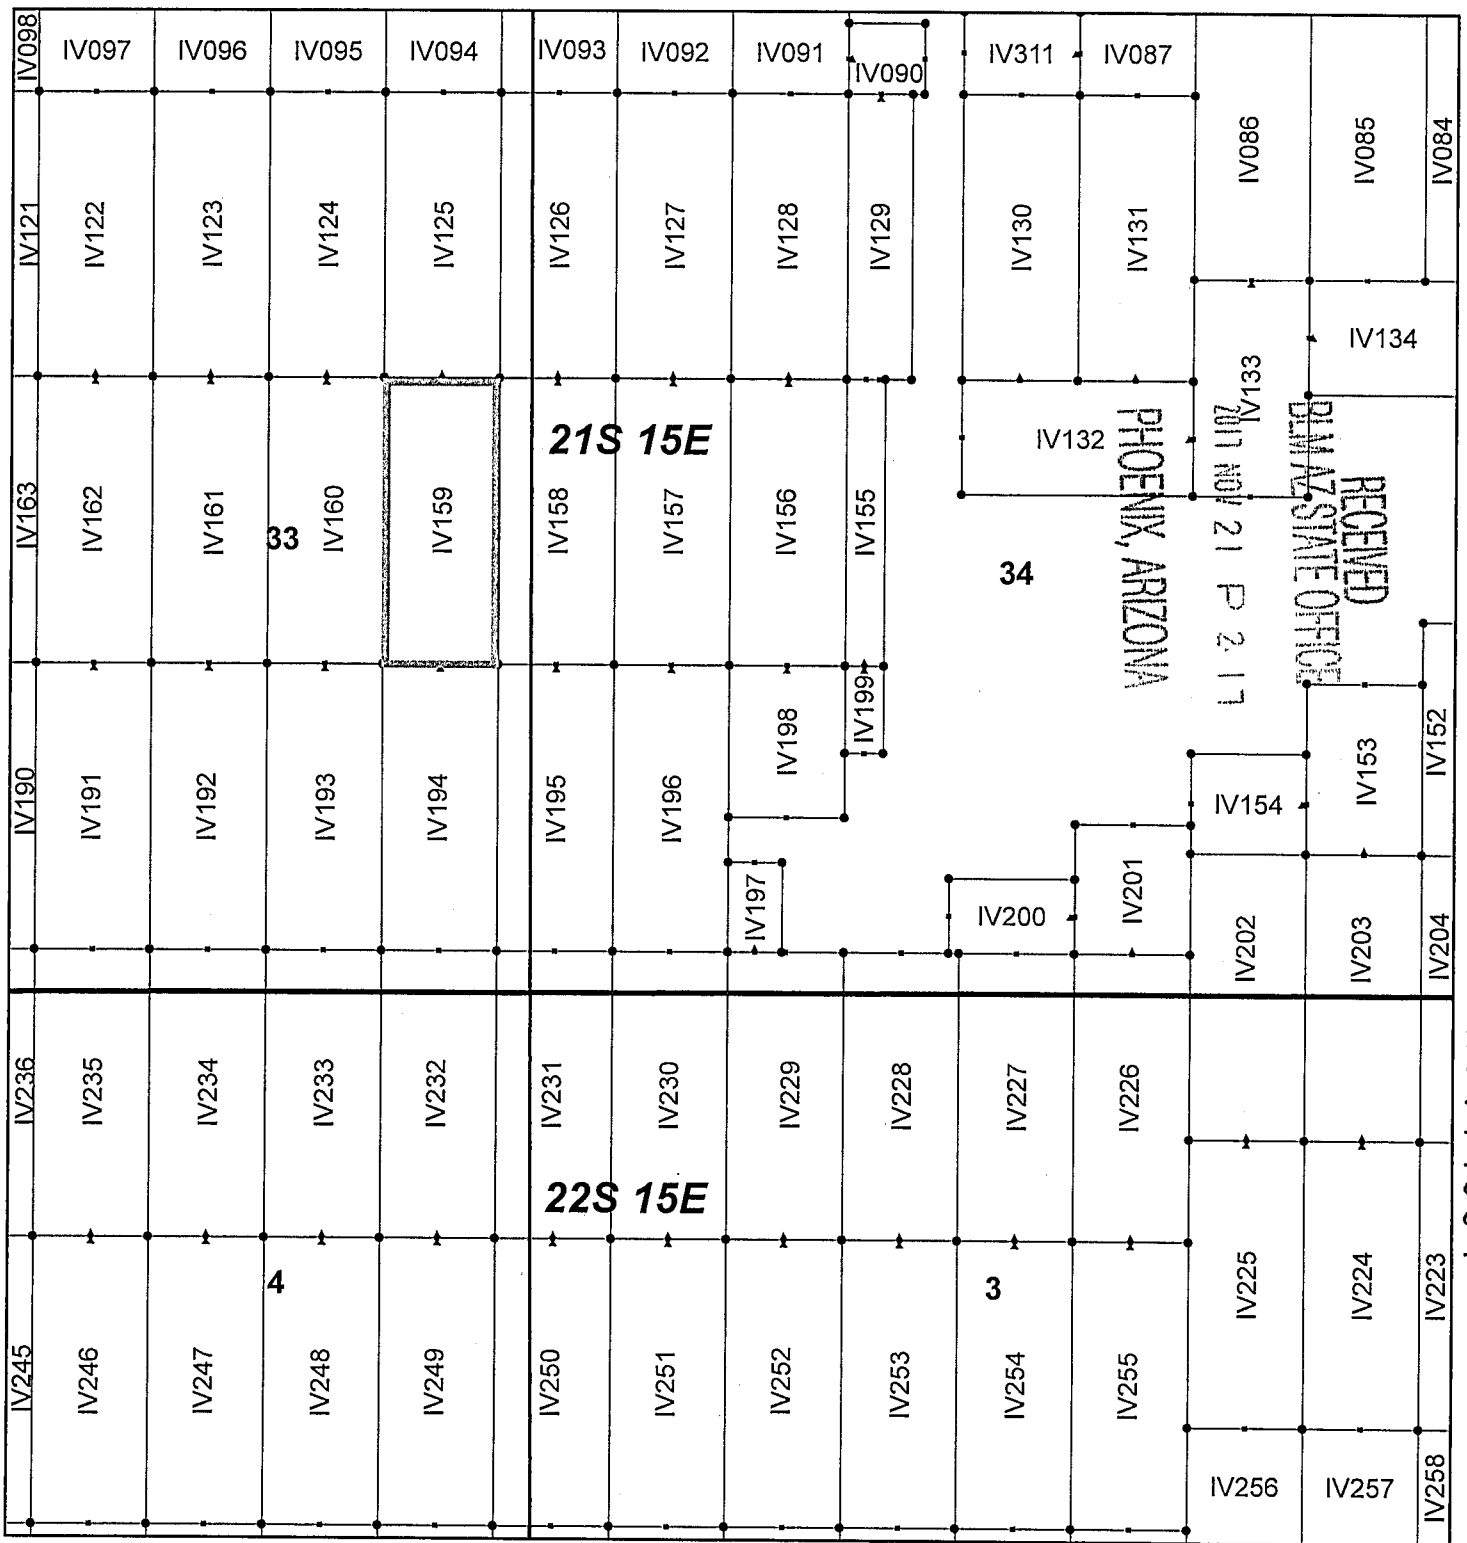 IV098 IV097 IV096 IV095 IV094 IV093 IV092 IV091 IV090 IV311 IV087
IV086 IV085 IV084
IV121 IV122 IV123 IV124 IV125 IV126 IV127 IV128 IV129 IV130 IV131
IV133 IV134
21S 15E
IV132
IV163 IV162 IV161 33 IV160 IV159 IV158 IV157 IV156 IV155
34
RECEIVED
BLM AZ STATE OFFICE
2017 NOV 21 P 2:17
PHOENIX, ARIZONA
IV199 IV198
IV190 IV191 IV192 IV193 IV194 IV195 IV196
IV154 IV153 IV152
IV197 IV200 IV201 IV202 IV203 IV204
IV236 IV235 IV234 IV233 IV232 IV231 IV230 IV229 IV228 IV227 IV226
22S 15E
4
3
IV225 IV224 IV223
IV245 IV246 IV247 IV248 IV249 IV250 IV251 IV252 IV253 IV254 IV255
IV256 IV257 IV258